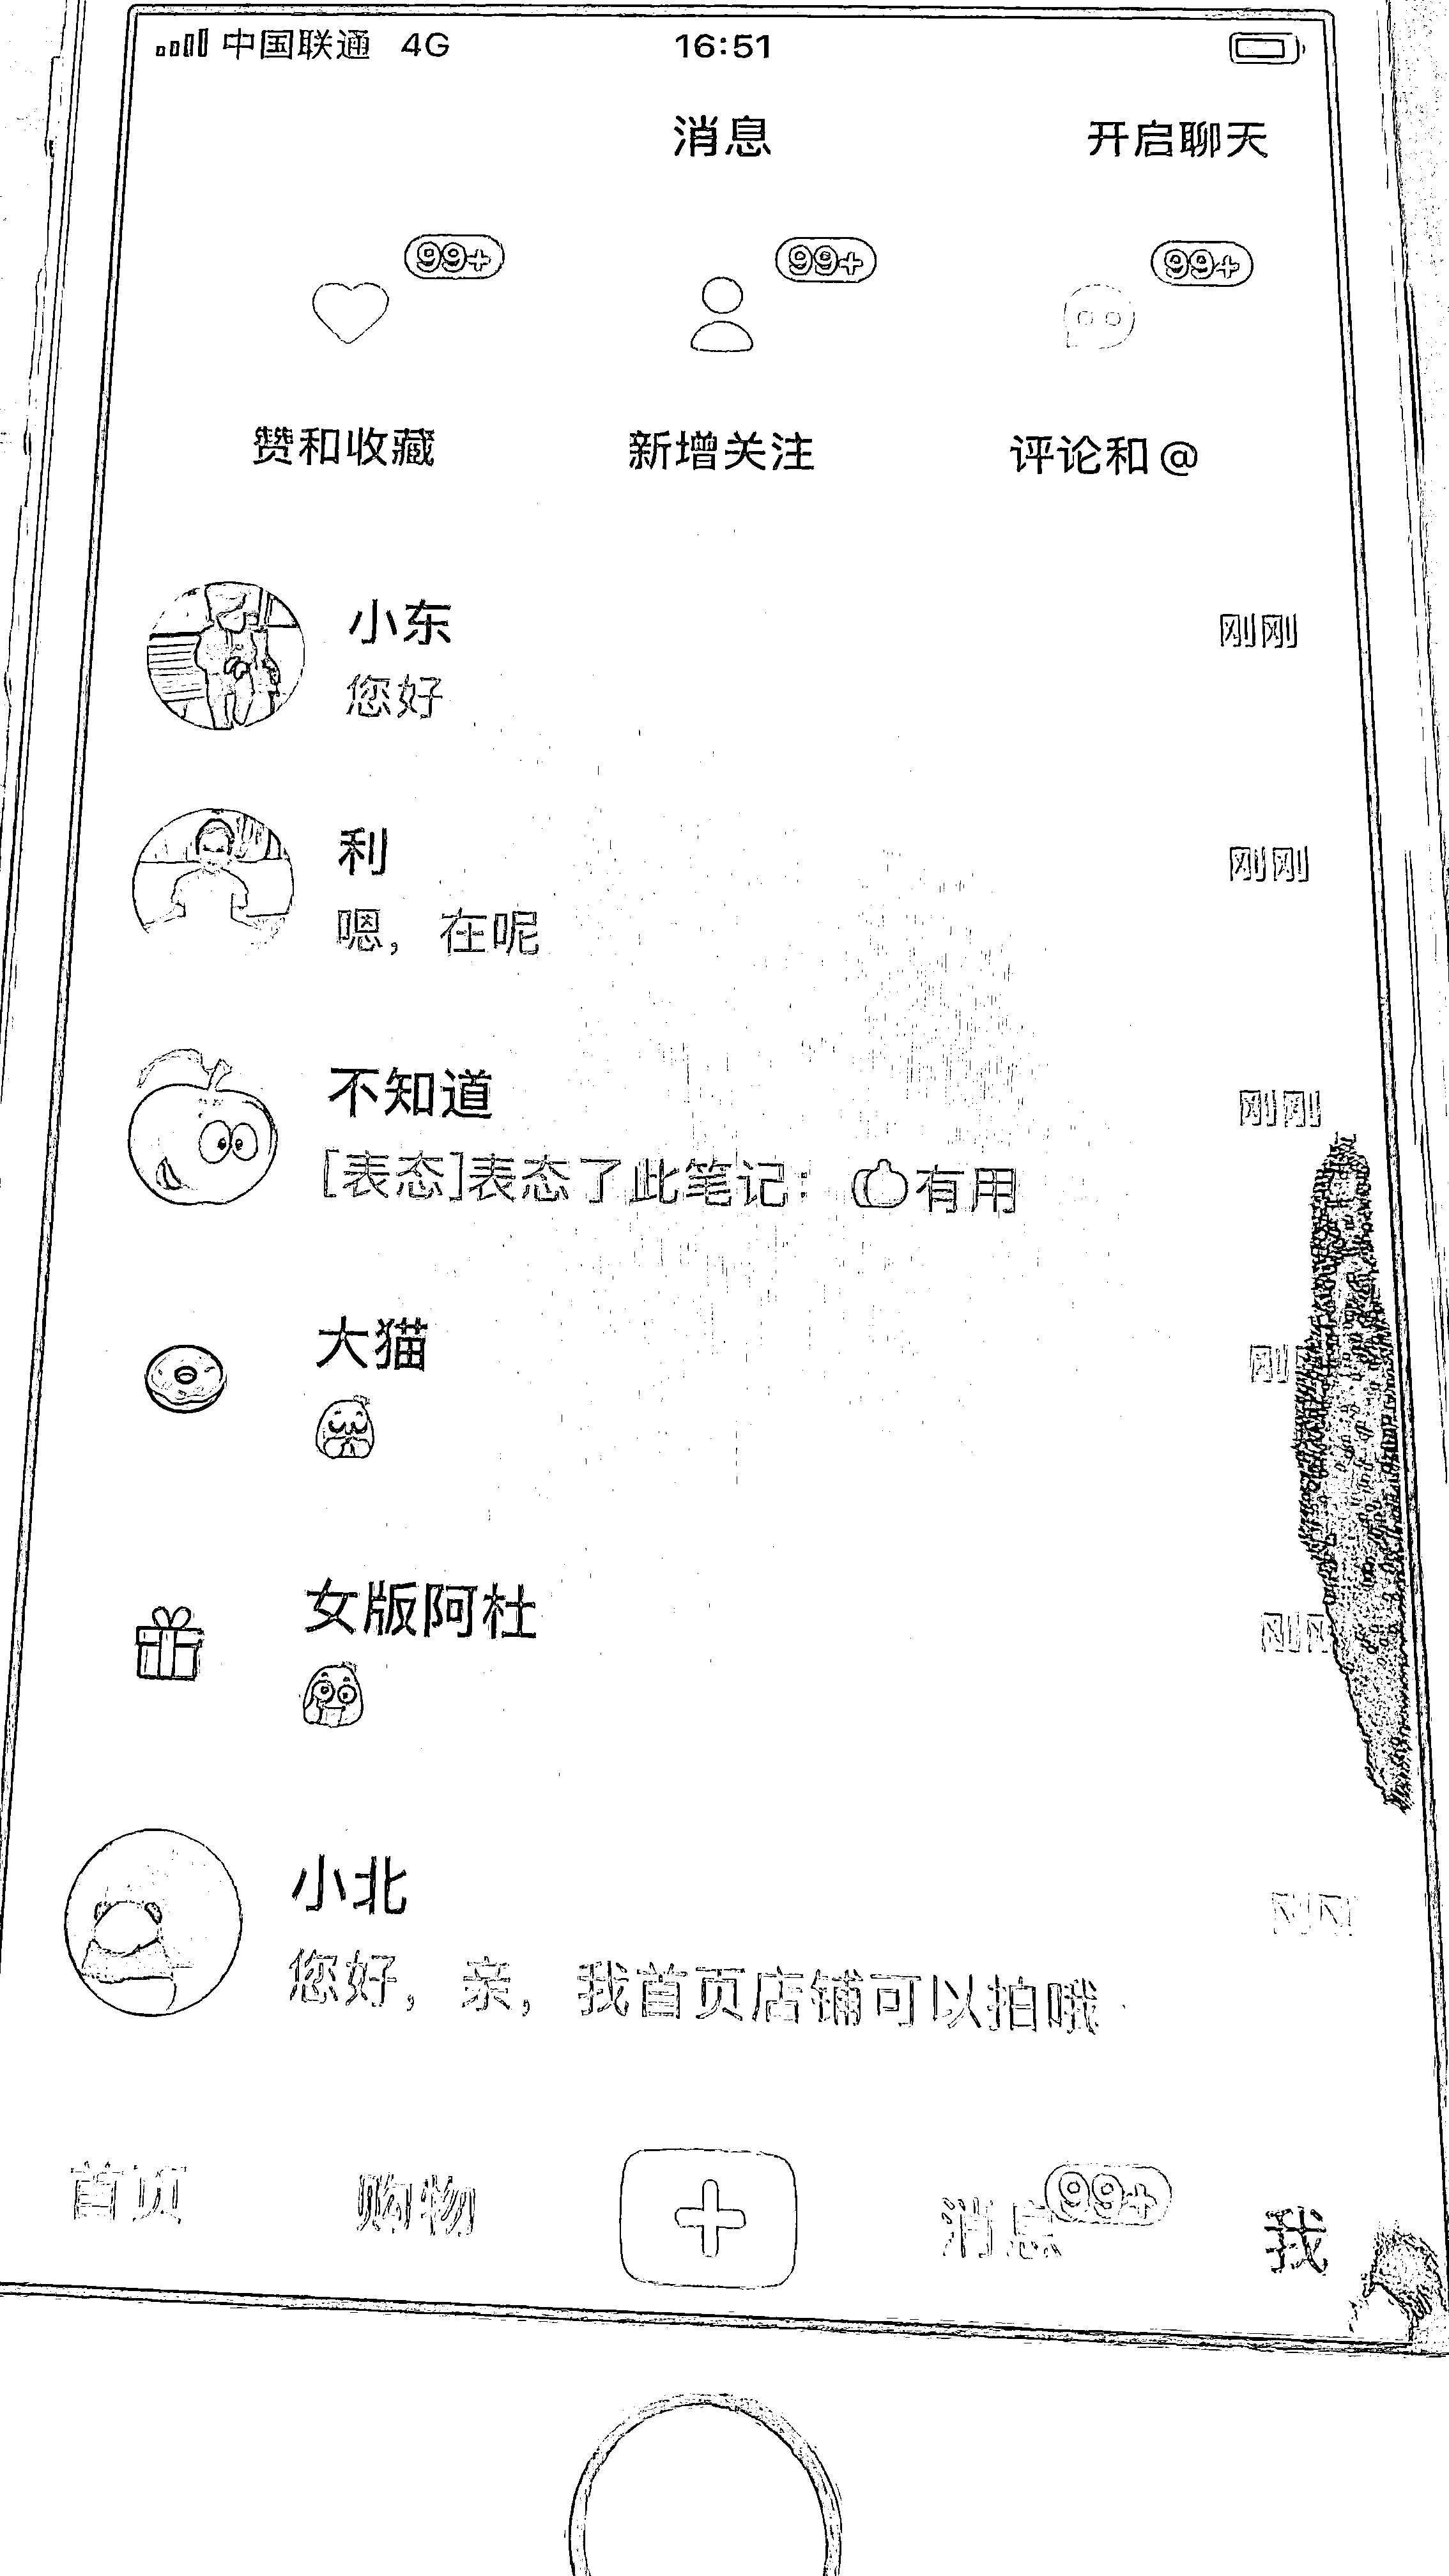 中国联通 4G 16:51
消息 开启聊天
99+ 99+ 99+
赞和收藏 新增关注 评论和@
小东 刚刚
您好
利 刚刚
嗯，在呢
不知道 刚刚
[表态]表态了此笔记：👍有用
大猫 刚
女版阿杜 刚刚
小北 刚刚
您好，亲，我首页店铺可以拍哦
首页 购物 消息 99+ 我